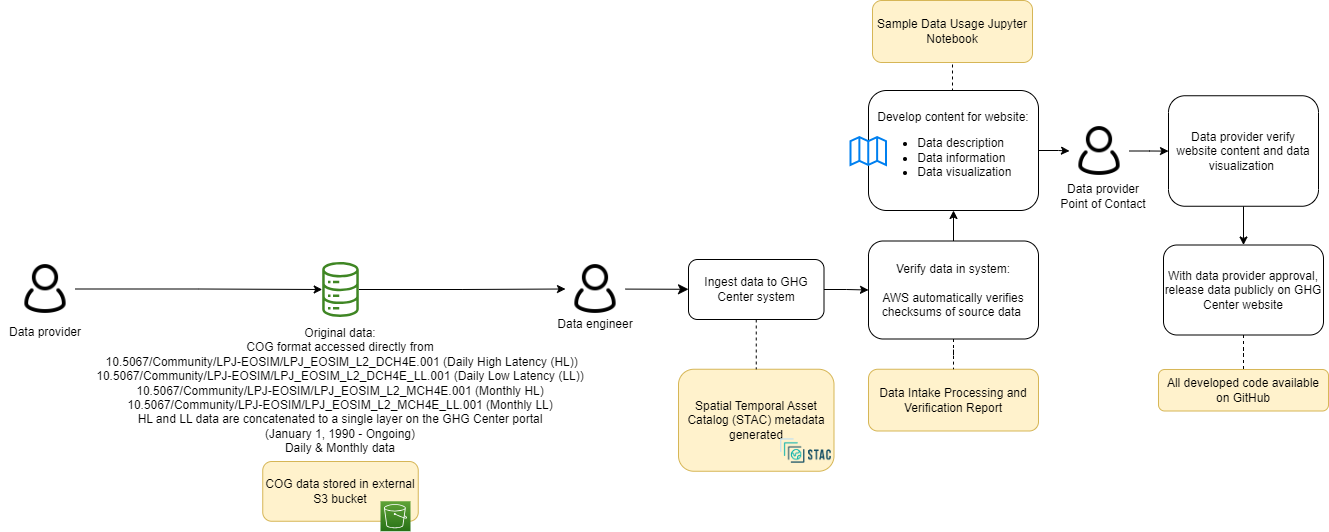 Data provider
Original data:
COG format accessed directly from
10.5067/Community/LPJ-EOSIM/LPJ_EOSIM_L2_DCH4E.001 (Daily High Latency (HL))
10.5067/Community/LPJ-EOSIM/LPJ_EOSIM_L2_DCH4E_LL.001 (Daily Low Latency (LL))
10.5067/Community/LPJ-EOSIM/LPJ_EOSIM_L2_MCH4E.001 (Monthly HL)
10.5067/Community/LPJ-EOSIM/LPJ_EOSIM_L2_MCH4E_LL.001 (Monthly LL)
HL and LL data are concatenated to a single layer on the GHG Center portal
(January 1, 1990 - Ongoing)
Daily & Monthly data
COG data stored in external
S3 bucket
Data engineer
Ingest data to GHG
Center system
Spatial Temporal Asset
Catalog (STAC) metadata
generated
STAC
Verify data in system:
AWS automatically verifies
checksums of source data
Data Intake Processing and
Verification Report
Sample Data Usage Jupyter
Notebook
Develop content for website:
• Data description
• Data information
• Data visualization
Data provider
Point of Contact
Data provider verify
website content and data
visualization
With data provider approval,
release data publicly on GHG
Center website
All developed code available
on GitHub